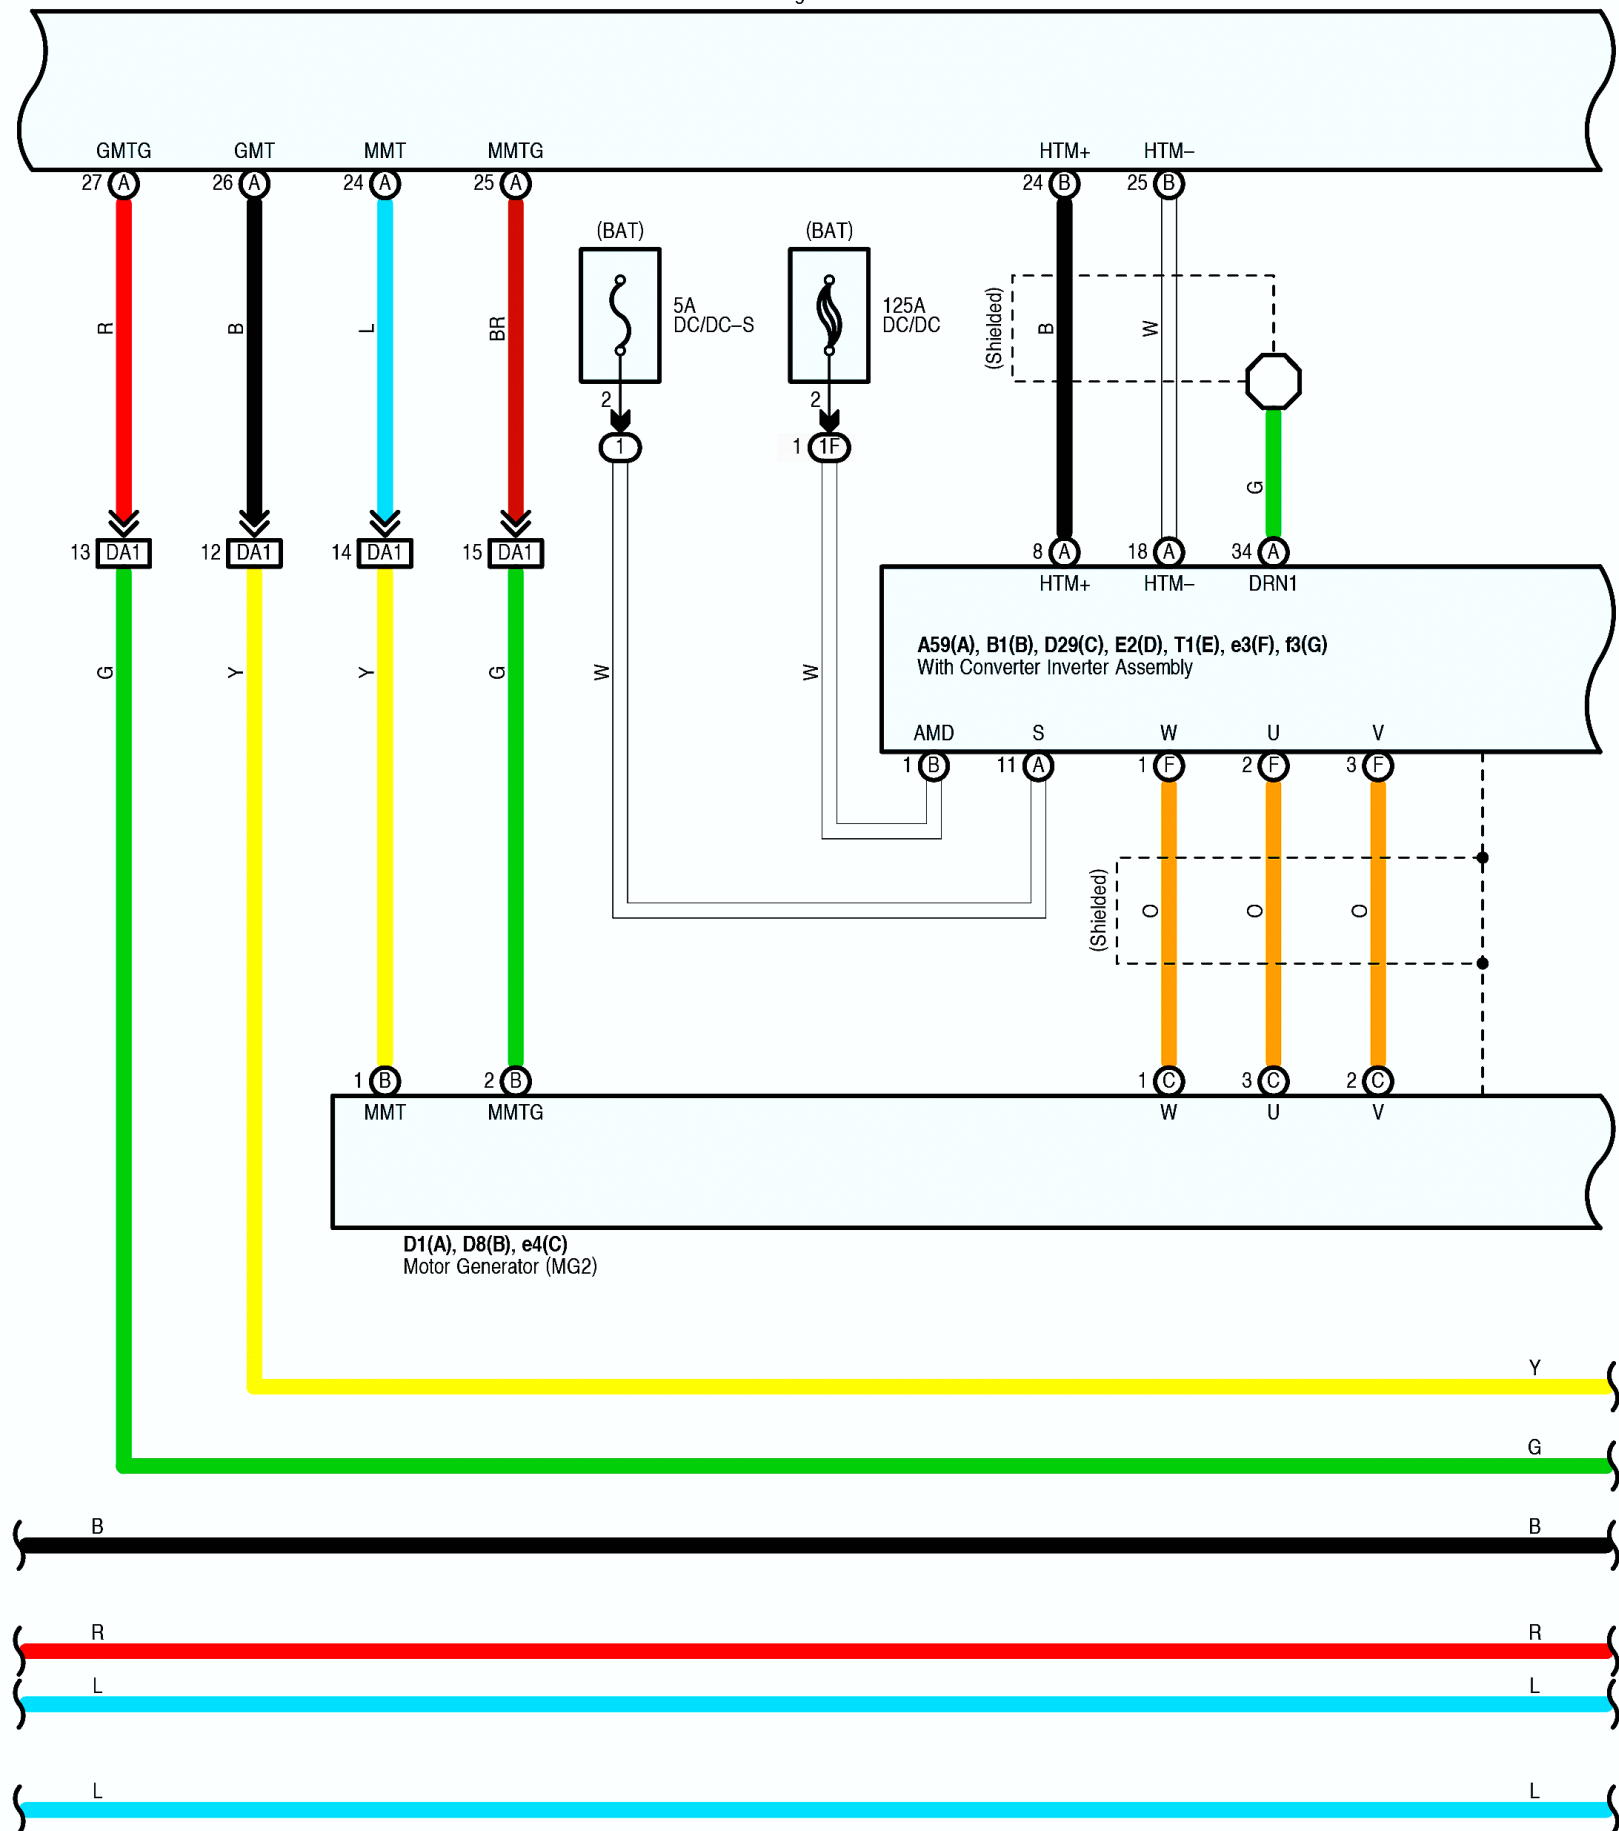 GMTG GMT MMT MMTG HTM+ HTM–
27 A 26 A 24 A 25 A 24 B 25 B
(BAT) (BAT)
5A
DC/DC–S
125A
DC/DC
(Shielded)
R B L BR B W
2 2
1 1 1F
G
13 DA1 12 DA1 14 DA1 15 DA1 8 A 18 A 34 A
HTM+ HTM– DRN1
A59(A), B1(B), D29(C), E2(D), T1(E), e3(F), f3(G)
With Converter Inverter Assembly
G Y Y G W W
AMD S W U V
1 B 11 A 1 F 2 F 3 F
(Shielded)
O O O
1 B 2 B 1 C 3 C 2 C
MMT MMTG W U V
D1(A), D8(B), e4(C)
Motor Generator (MG2)
Y
G
B B
R R
L L
L L